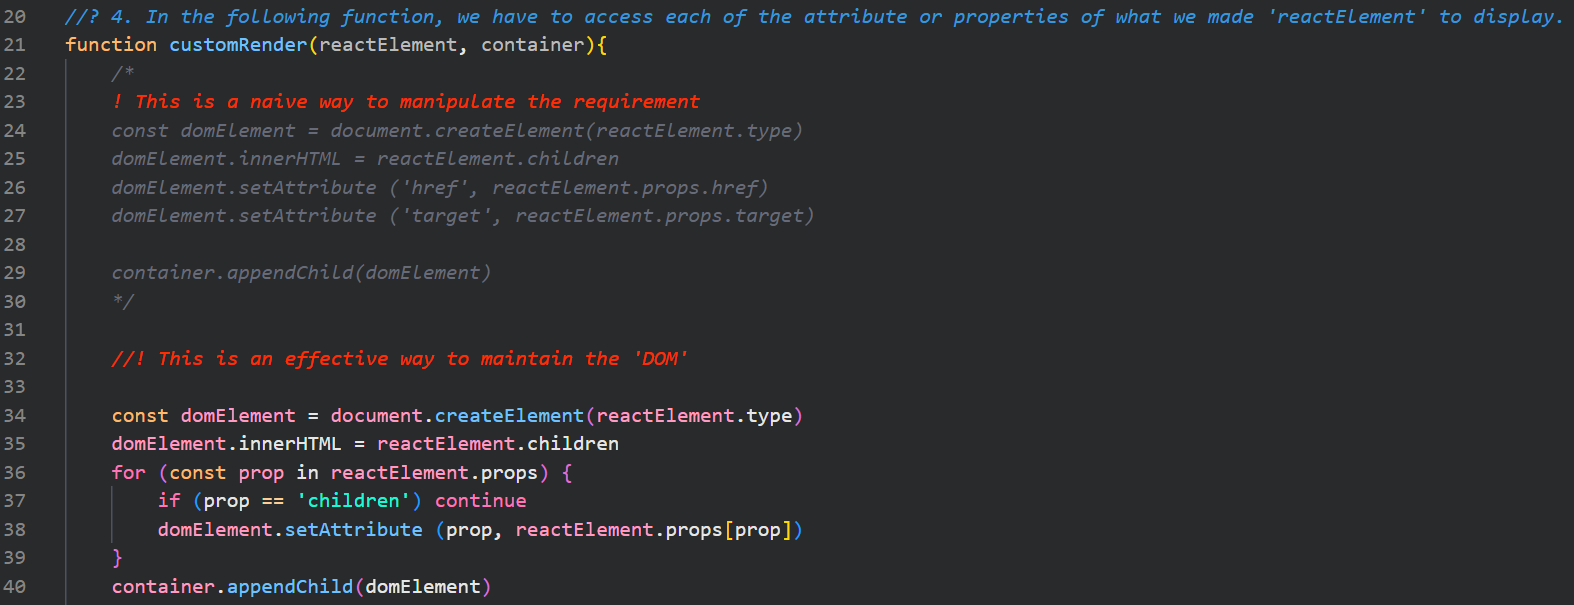 20 //? 4. In the following function, we have to access each of the attribute or properties of what we made 'reactElement' to display.
21 function customRender(reactElement, container){
22 /*
23 ! This is a naive way to manipulate the requirement
24 const domElement = document.createElement(reactElement.type)
25 domElement.innerHTML = reactElement.children
26 domElement.setAttribute ('href', reactElement.props.href)
27 domElement.setAttribute ('target', reactElement.props.target)
28
29 container.appendChild(domElement)
30 */
31
32 //! This is an effective way to maintain the 'DOM'
33
34 const domElement = document.createElement(reactElement.type)
35 domElement.innerHTML = reactElement.children
36 for (const prop in reactElement.props) {
37 if (prop == 'children') continue
38 domElement.setAttribute (prop, reactElement.props[prop])
39 }
40 container.appendChild(domElement)